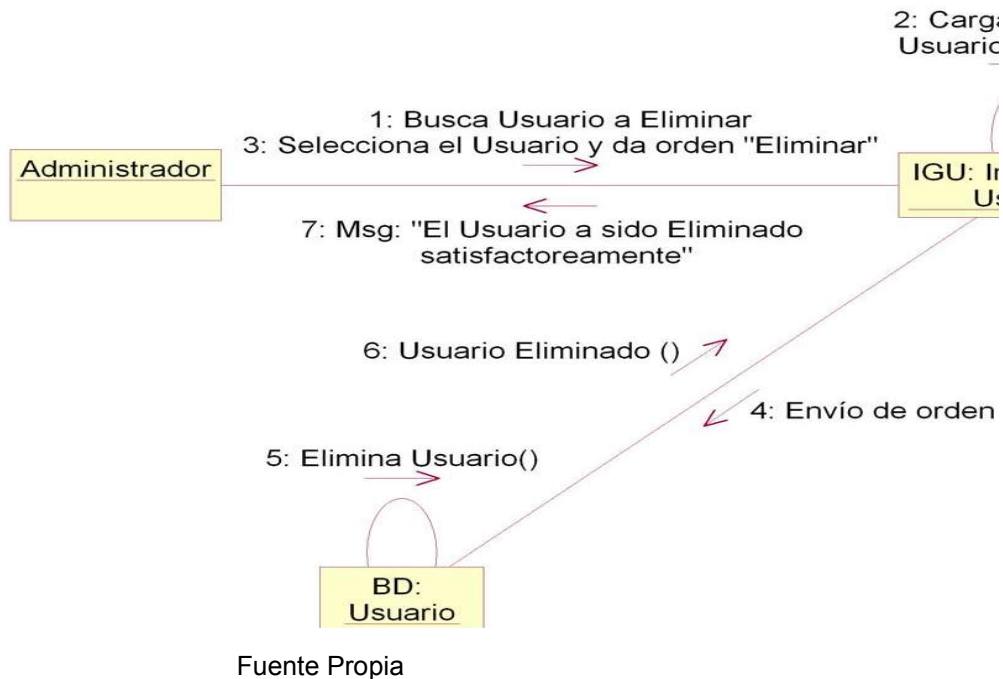 2: Carga
Usuario
1: Busca Usuario a Eliminar
3: Selecciona el Usuario y da orden "Eliminar"
Administrador
IGU:
7: Msg: "El Usuario a sido Eliminado
satisfactoreamente"
6: Usuario Eliminado ()
4: Envío de orden
5: Elimina Usuario()
BD:
Usuario
Fuente Propia